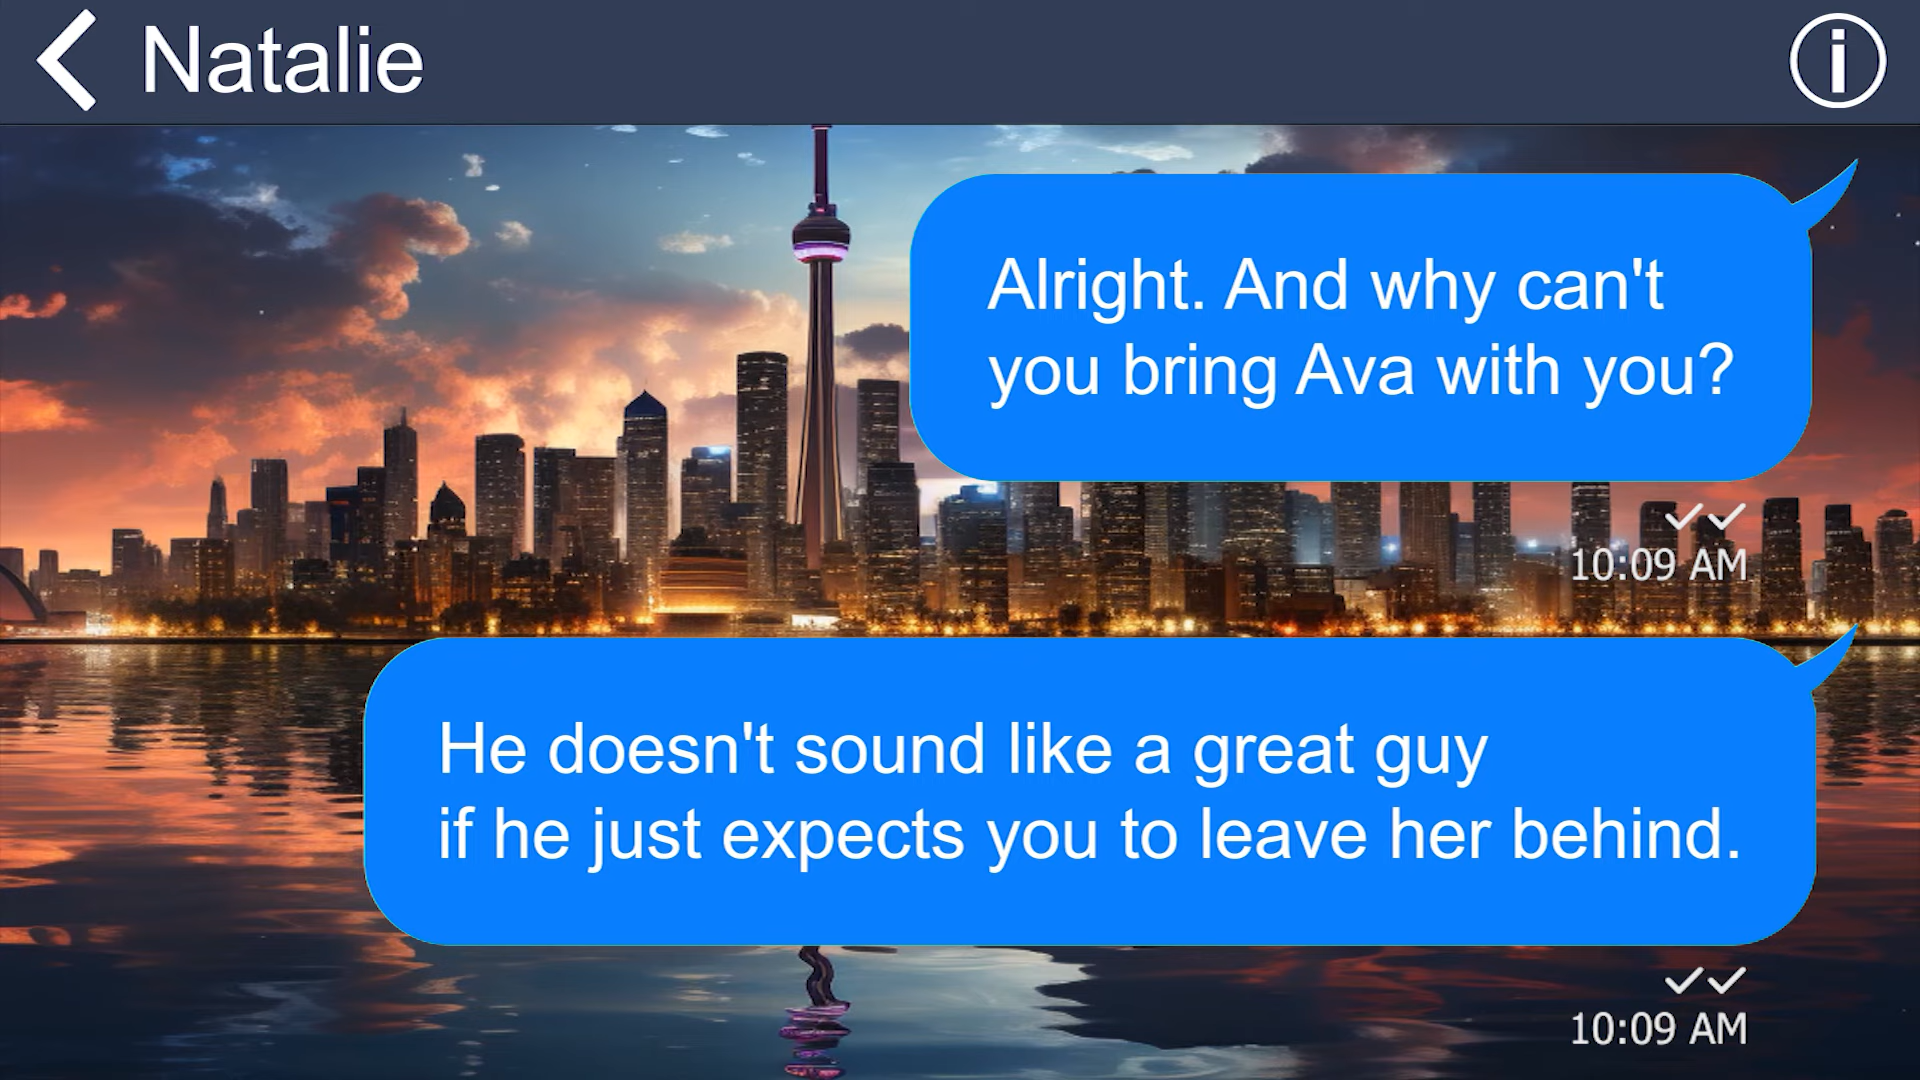 Natalie
Alright. And why can't
you bring Ava with you?
10:09 AM
He doesn't sound like a great guy
if he just expects you to leave her behind.
10:09 AM